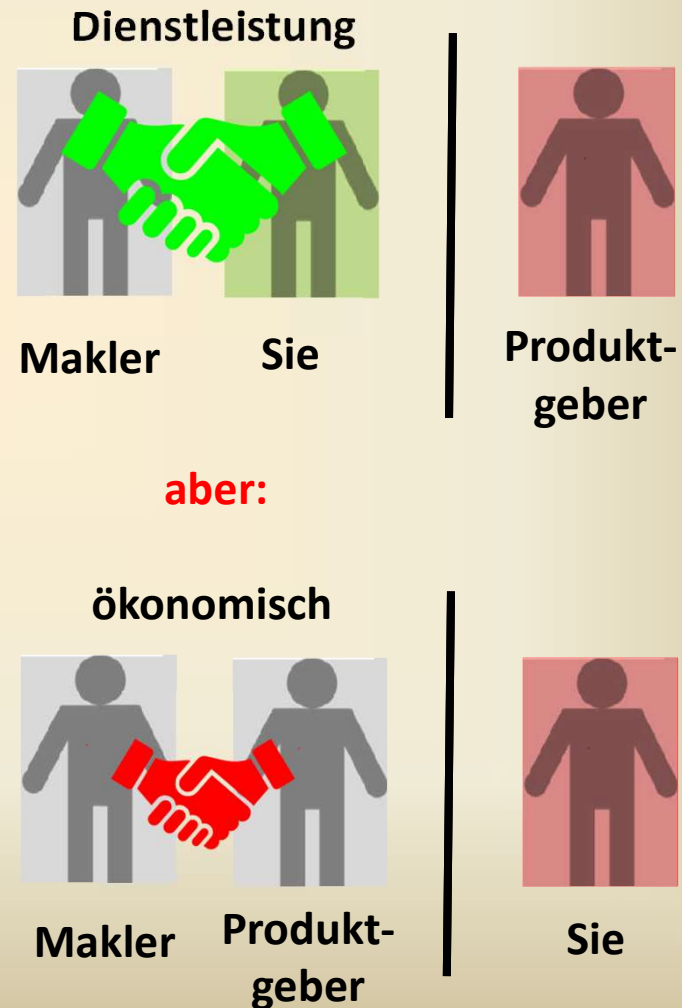 Dienstleistung
Makler Sie Produkt-
geber
aber:
ökonomisch
Makler Produkt- Sie
geber